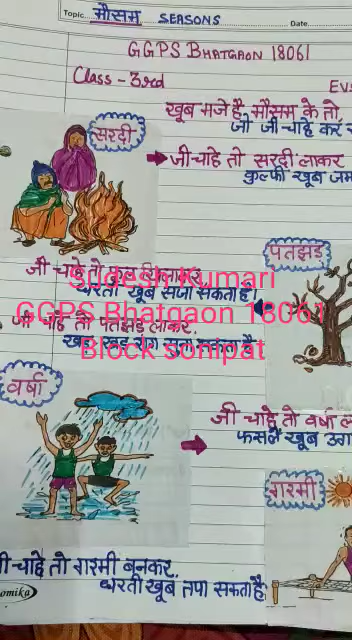 Topic मौसम SEASONS Date
GGPS BHATGAON 18061
Class - 3rd
EVS
खूब मजे है मौसम के तो
जो जी चाहे कर
सरदी
जी चाहे तो सरदी लाकर
कुल्फी खूब जम
जी चाहे तो फूल खिलाकर
धरती खूब सजा सकता है
पतझड़
Sudesh Kumari
GGPS Bhatgaon 18061
Block sonipat
जी चाहे तो पतझड़ लाकर,
खूब
वर्षा
जी चाहे तो वर्षा ल
फसलें खूब उगा
गरमी
जी चाहे तो गरमी बनकर,
धरती खूब तपा सकता है
omika